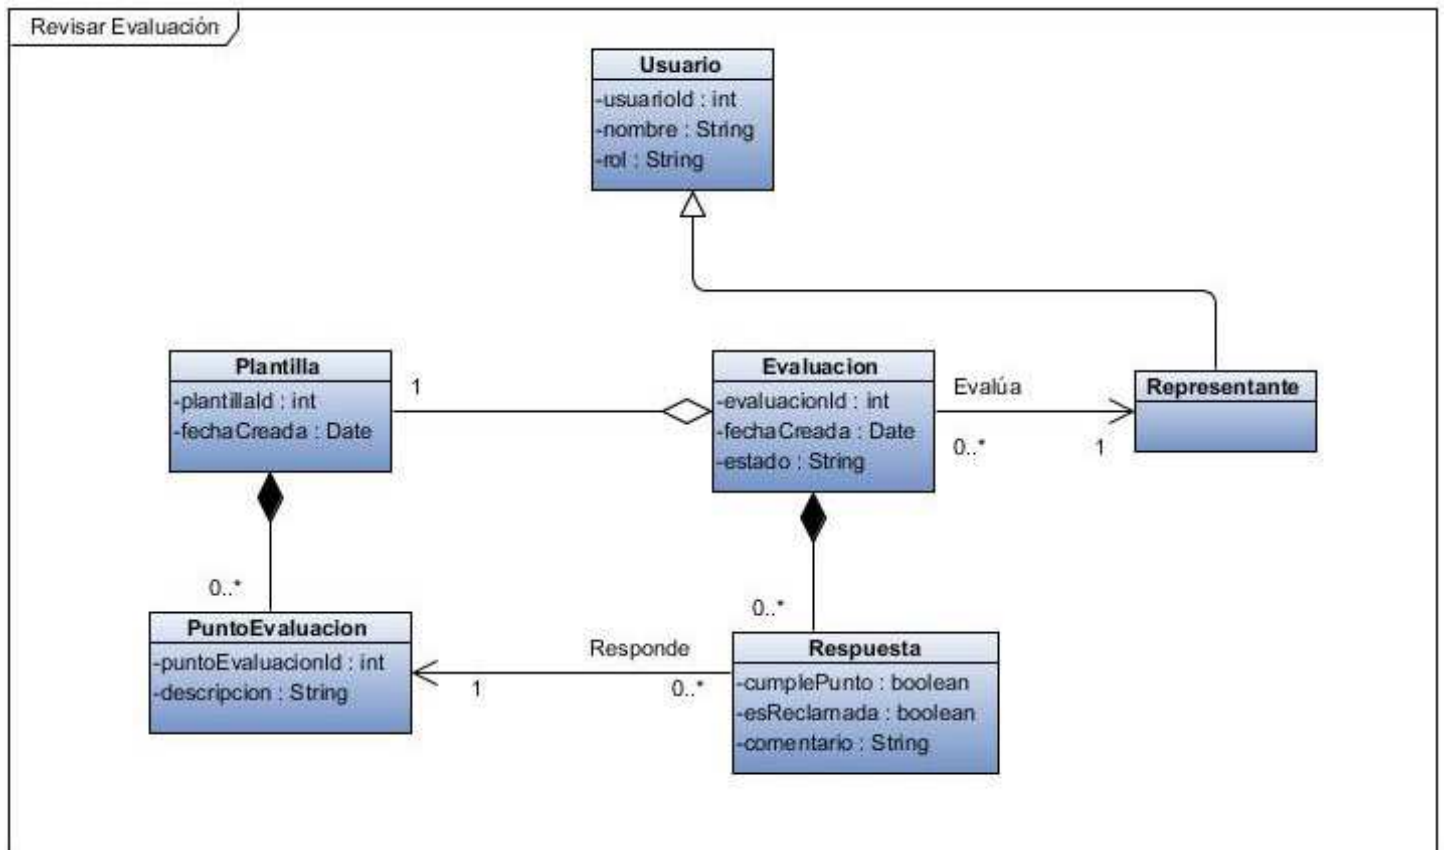 Revisar Evaluación
Usuario
-usuarioId : int
-nombre : String
-rol : String
Plantilla
-plantillaId : int
-fechaCreada : Date
1
Evaluacion
-evaluacionId : int
-fechaCreada : Date
-estado : String
Evalúa
0..*
1
Representante
0..*
0..*
PuntoEvaluacion
-puntoEvaluacionId : int
-descripcion : String
Responde
1
0..*
Respuesta
-cumplePunto : boolean
-esReclamada : boolean
-comentario : String